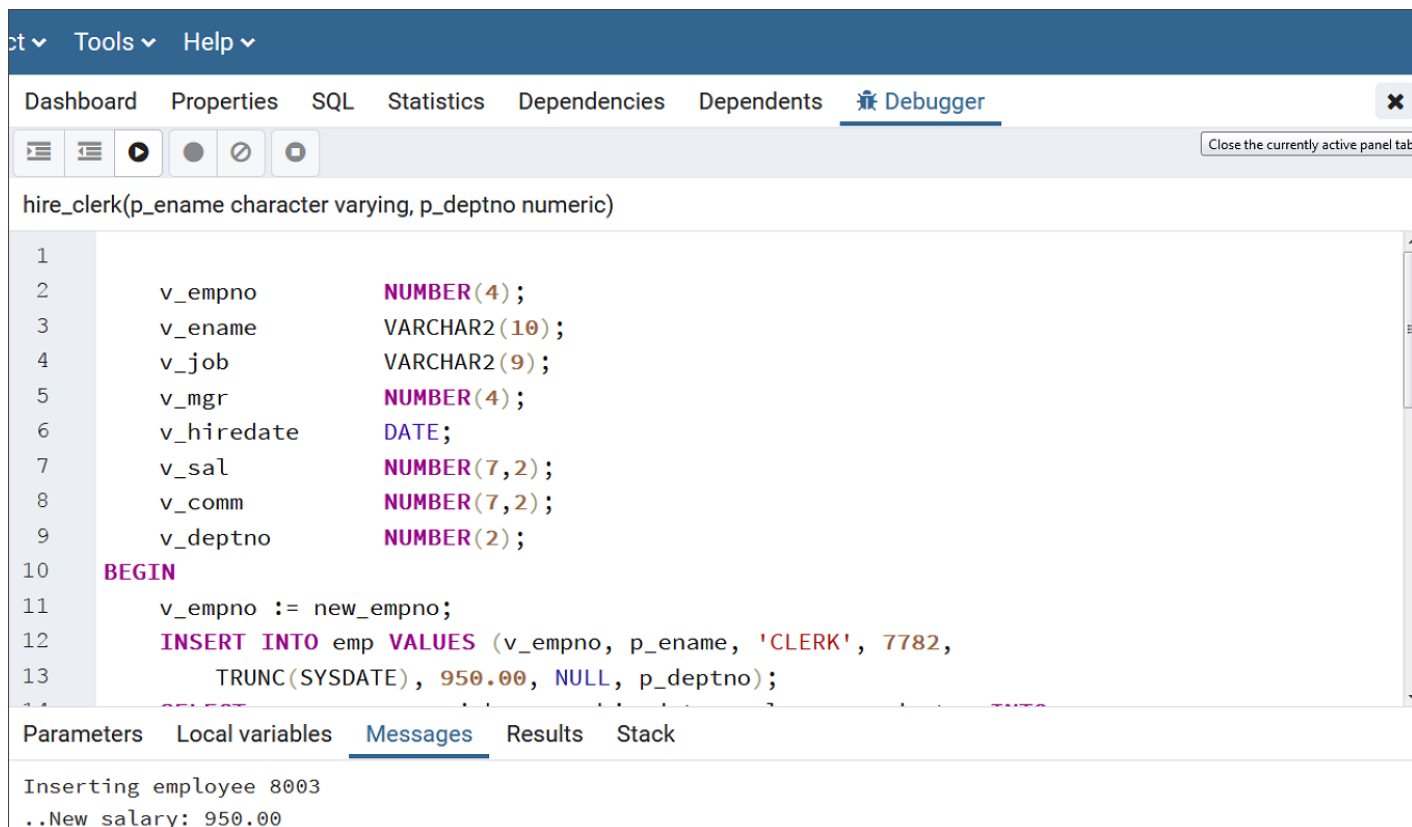 ct Tools Help
Dashboard Properties SQL Statistics Dependencies Dependents Debugger
Close the currently active panel tab
hire_clerk(p_ename character varying, p_deptno numeric)
1
2 v_empno NUMBER(4);
3 v_ename VARCHAR2(10);
4 v_job VARCHAR2(9);
5 v_mgr NUMBER(4);
6 v_hiredate DATE;
7 v_sal NUMBER(7,2);
8 v_comm NUMBER(7,2);
9 v_deptno NUMBER(2);
10 BEGIN
11 v_empno := new_empno;
12 INSERT INTO emp VALUES (v_empno, p_ename, 'CLERK', 7782,
13 TRUNC(SYSDATE), 950.00, NULL, p_deptno);
14 SELECT INTO
Parameters Local variables Messages Results Stack
Inserting employee 8003
..New salary: 950.00